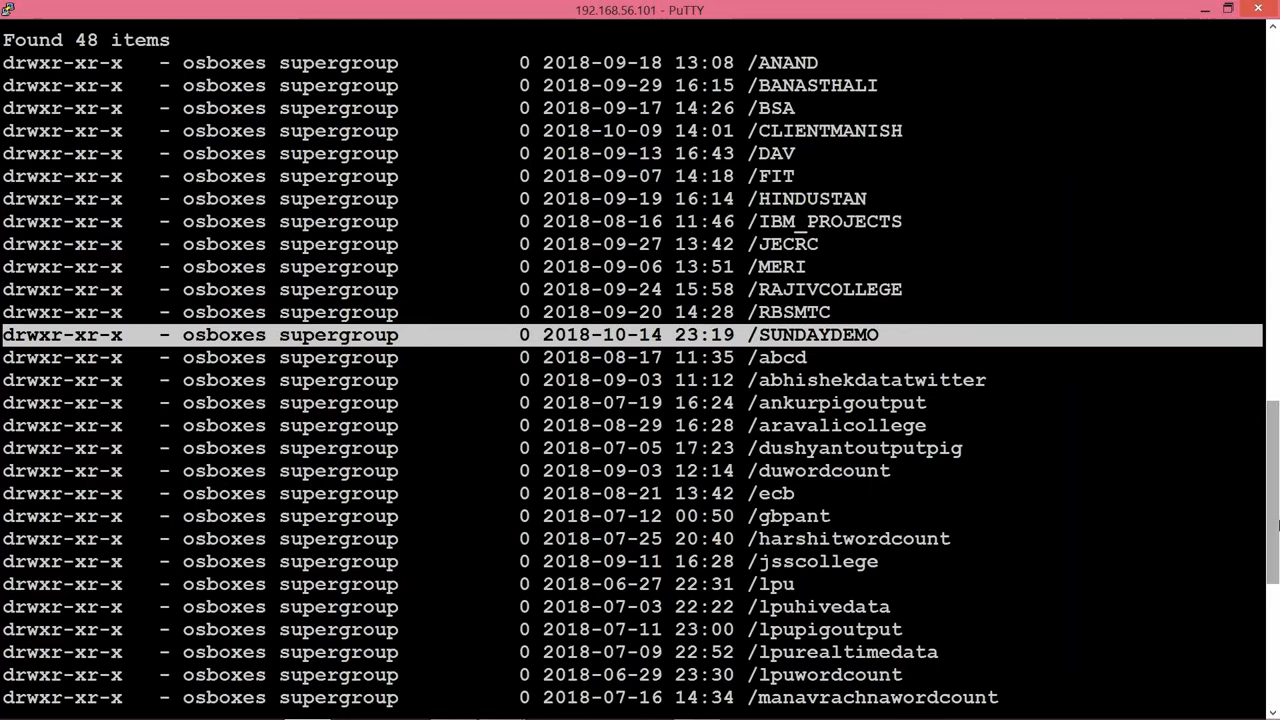 192.168.56.101 - PuTTY
Found 48 items
drwxr-xr-x   - osboxes supergroup          0 2018-09-18 13:08 /ANAND
drwxr-xr-x   - osboxes supergroup          0 2018-09-29 16:15 /BANASTHALI
drwxr-xr-x   - osboxes supergroup          0 2018-09-17 14:26 /BSA
drwxr-xr-x   - osboxes supergroup          0 2018-10-09 14:01 /CLIENTMANISH
drwxr-xr-x   - osboxes supergroup          0 2018-09-13 16:43 /DAV
drwxr-xr-x   - osboxes supergroup          0 2018-09-07 14:18 /FIT
drwxr-xr-x   - osboxes supergroup          0 2018-09-19 16:14 /HINDUSTAN
drwxr-xr-x   - osboxes supergroup          0 2018-08-16 11:46 /IBM_PROJECTS
drwxr-xr-x   - osboxes supergroup          0 2018-09-27 13:42 /JECRC
drwxr-xr-x   - osboxes supergroup          0 2018-09-06 13:51 /MERI
drwxr-xr-x   - osboxes supergroup          0 2018-09-24 15:58 /RAJIVCOLLEGE
drwxr-xr-x   - osboxes supergroup          0 2018-09-20 14:28 /RBSMTC
drwxr-xr-x   - osboxes supergroup          0 2018-10-14 23:19 /SUNDAYDEMO
drwxr-xr-x   - osboxes supergroup          0 2018-08-17 11:35 /abcd
drwxr-xr-x   - osboxes supergroup          0 2018-09-03 11:12 /abhishekdatatwitter
drwxr-xr-x   - osboxes supergroup          0 2018-07-19 16:24 /ankurpigoutput
drwxr-xr-x   - osboxes supergroup          0 2018-08-29 16:28 /aravalicollege
drwxr-xr-x   - osboxes supergroup          0 2018-07-05 17:23 /dushyantoutputpig
drwxr-xr-x   - osboxes supergroup          0 2018-09-03 12:14 /duwordcount
drwxr-xr-x   - osboxes supergroup          0 2018-08-21 13:42 /ecb
drwxr-xr-x   - osboxes supergroup          0 2018-07-12 00:50 /gbpant
drwxr-xr-x   - osboxes supergroup          0 2018-07-25 20:40 /harshitwordcount
drwxr-xr-x   - osboxes supergroup          0 2018-09-11 16:28 /jsscollege
drwxr-xr-x   - osboxes supergroup          0 2018-06-27 22:31 /lpu
drwxr-xr-x   - osboxes supergroup          0 2018-07-03 22:22 /lpuhivedata
drwxr-xr-x   - osboxes supergroup          0 2018-07-11 23:00 /lpupigoutput
drwxr-xr-x   - osboxes supergroup          0 2018-07-09 22:52 /lpurealtimedata
drwxr-xr-x   - osboxes supergroup          0 2018-06-29 23:30 /lpuwordcount
drwxr-xr-x   - osboxes supergroup          0 2018-07-16 14:34 /manavrachnawordcount